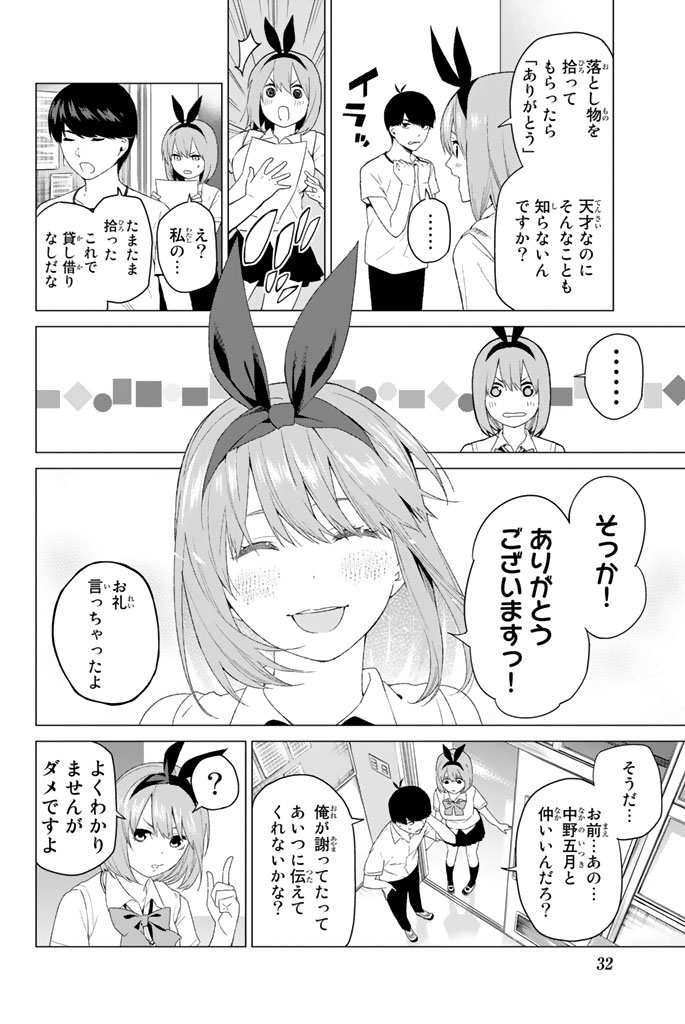 落とし物を
拾って
もらったら
「ありがとう」
天才なのに
そんなことも
知らないん
ですか?
イラッ
……
え?
私の…
たまたま
拾った
これで
貸し借り
なしだな
……
そっか!
ありがとう
ございますっ!
お礼
言っちゃったよ
そうだ…
お前…あの…
中野五月と
仲いいんだろ?
俺が謝ってたって
あいつに伝えて
くれないかな?
?
よくわかり
ませんが
ダメですよ
32